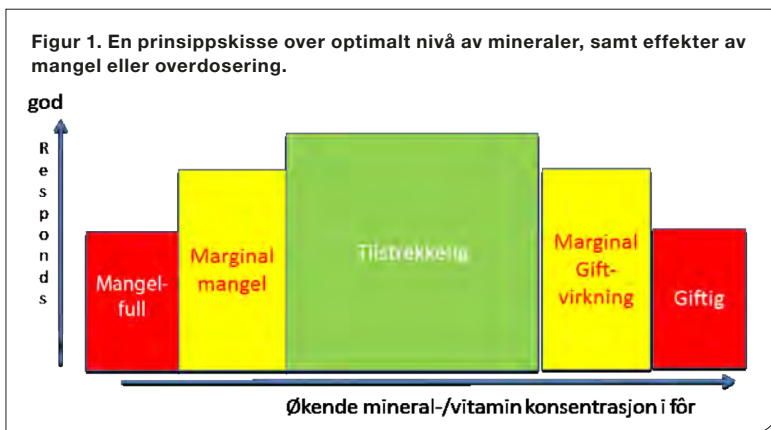 Figur 1. En prinsippskisse over optimalt nivå av mineraler, samt effekter av
mangel eller overdosering.
god
Responds
Mangel-
full
Marginal
mangel
Tilstrekkelig
Marginal
Gift-
virkning
Giftig
Økende mineral-/vitamin konsentrasjon i fôr